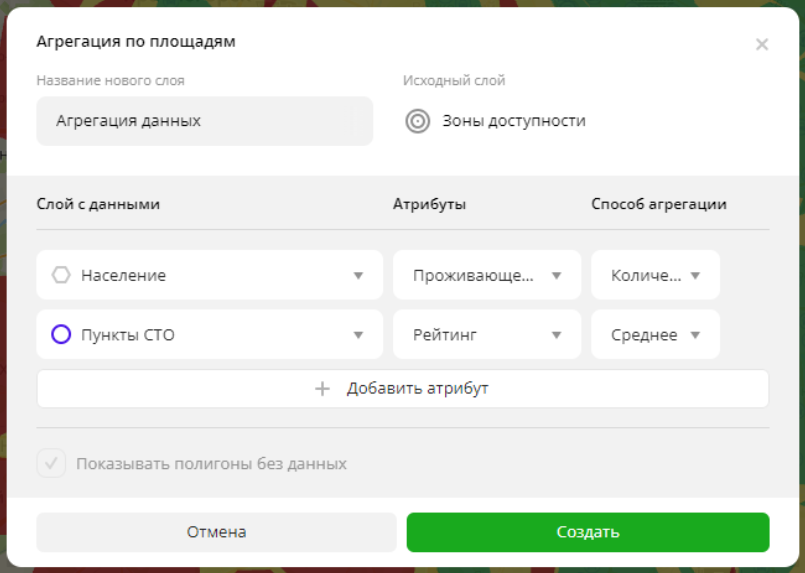 Агрегация по площадям
Название нового слоя
Исходный слой
Агрегация данных
Зоны доступности
Слой с данными
Атрибуты
Способ агрегации
Население
Проживающе...
Количе...
Пункты СТО
Рейтинг
Среднее
Добавить атрибут
Показывать полигоны без данных
Отмена
Создать